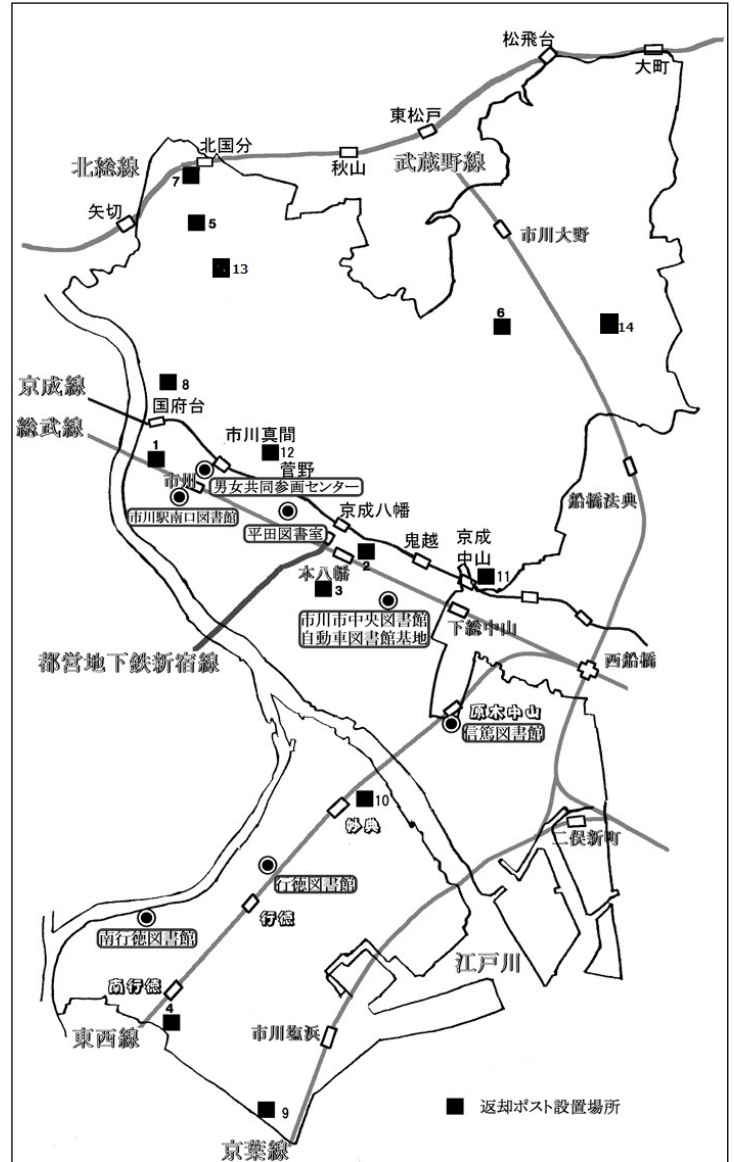 松飛台
大町
東松戸
北国分
北総線
秋山
武蔵野線
7
矢切
5
市川大野
13
6
14
8
京成線
国府台
総武線
市川真間
1
12
菅野
市川
男女共同参画センター
船橋法典
市川駅南口図書館
京成八幡
平田図書室
鬼越
京成
中山
2
11
本八幡
3
市川市中央図書館
自動車図書館基地
下総中山
都営地下鉄新宿線
西船橋
原木中山
信篤図書館
10
妙典
二俣新町
行徳図書館
行徳
南行徳図書館
江戸川
南行徳
4
東西線
市川塩浜
9
返却ポスト設置場所
京葉線